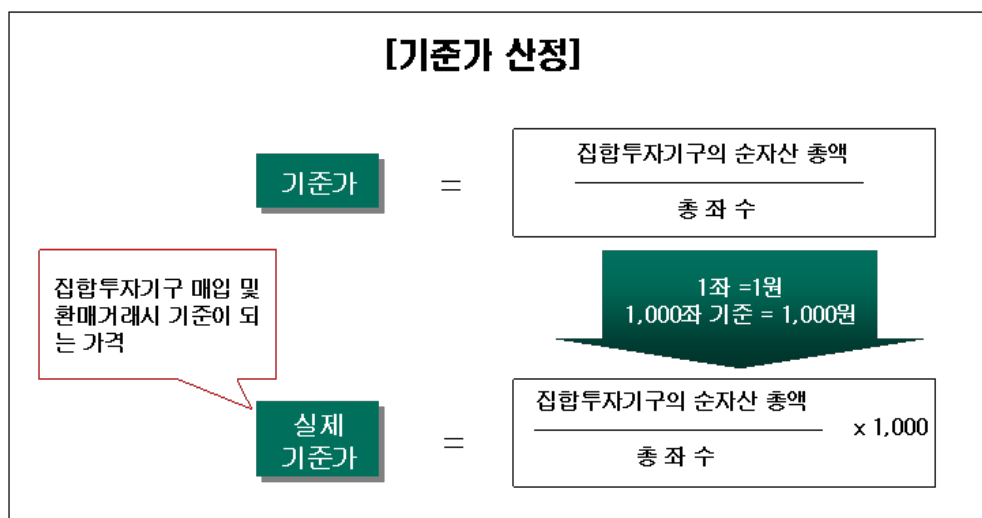 [기준가 산정]
기준가
=
집합투자기구의 순자산 총액
총 좌 수
집합투자기구 매입 및
환매거래시 기준이 되
는 가격
1좌 =1원
1,000좌 기준 = 1,000원
실제
기준가
=
집합투자기구의 순자산 총액
총 좌 수
x 1,000